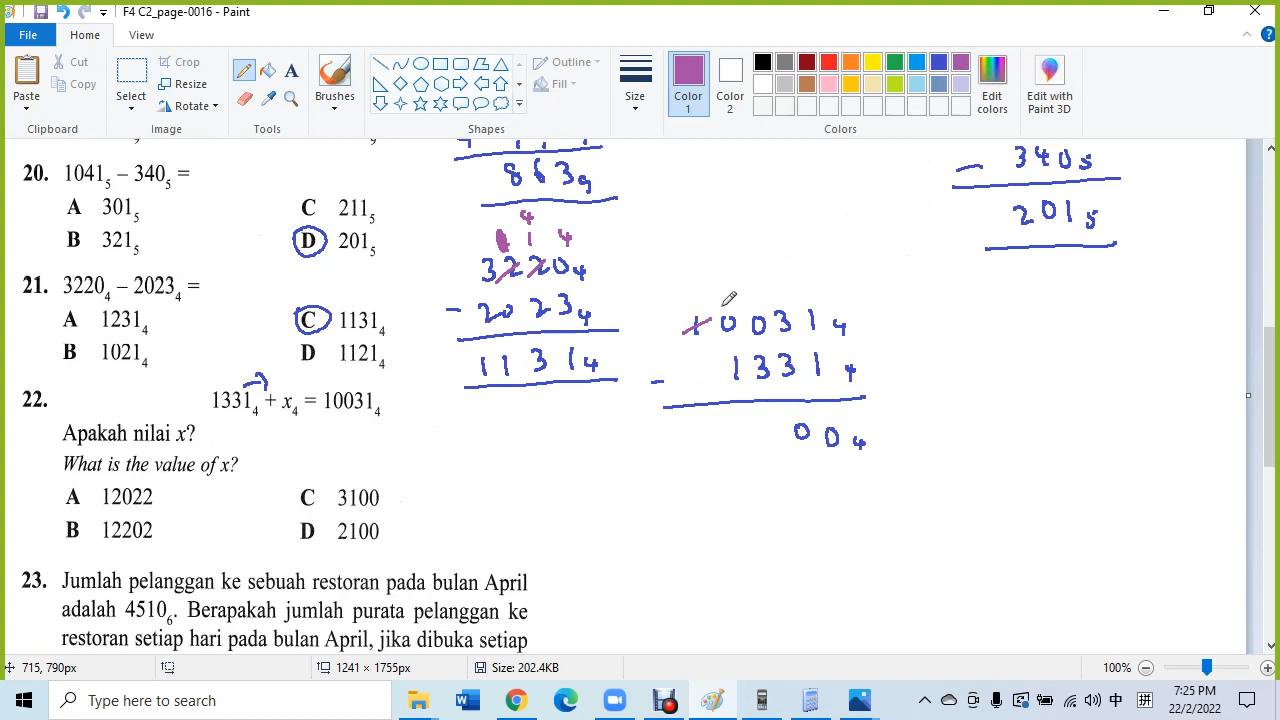 F4 C2_page-0016 - Paint
File Home View
Paste Cut Copy Clipboard
Select Crop Resize Rotate Image
Tools
Brushes
Shapes Outline Fill
Size
Color 1 Color 2 Edit colors Edit with Paint 3D Colors
20. 1041₅ – 340₅ =
A 301₅ C 211₅
B 321₅ D 201₅
21. 3220₄ – 2023₄ =
A 1231₄ C 1131₄
B 1021₄ D 1121₄
22. 1331₄ + x₄ = 10031₄
Apakah nilai x?
What is the value of x?
A 12022 C 3100
B 12202 D 2100
23. Jumlah pelanggan ke sebuah restoran pada bulan April
adalah 4510₆. Berapakah jumlah purata pelanggan ke
restoran setiap hari pada bulan April, jika dibuka setiap
863₉
4
1 4
3220₄
- 2023₄
1131₄
10031₄
- 1331₄
00₄
- 340₅
201₅
715, 790px 1241 × 1755px Size: 202.4KB 100%
Type here to search
中 拼 7:25 PM
22/2/2022